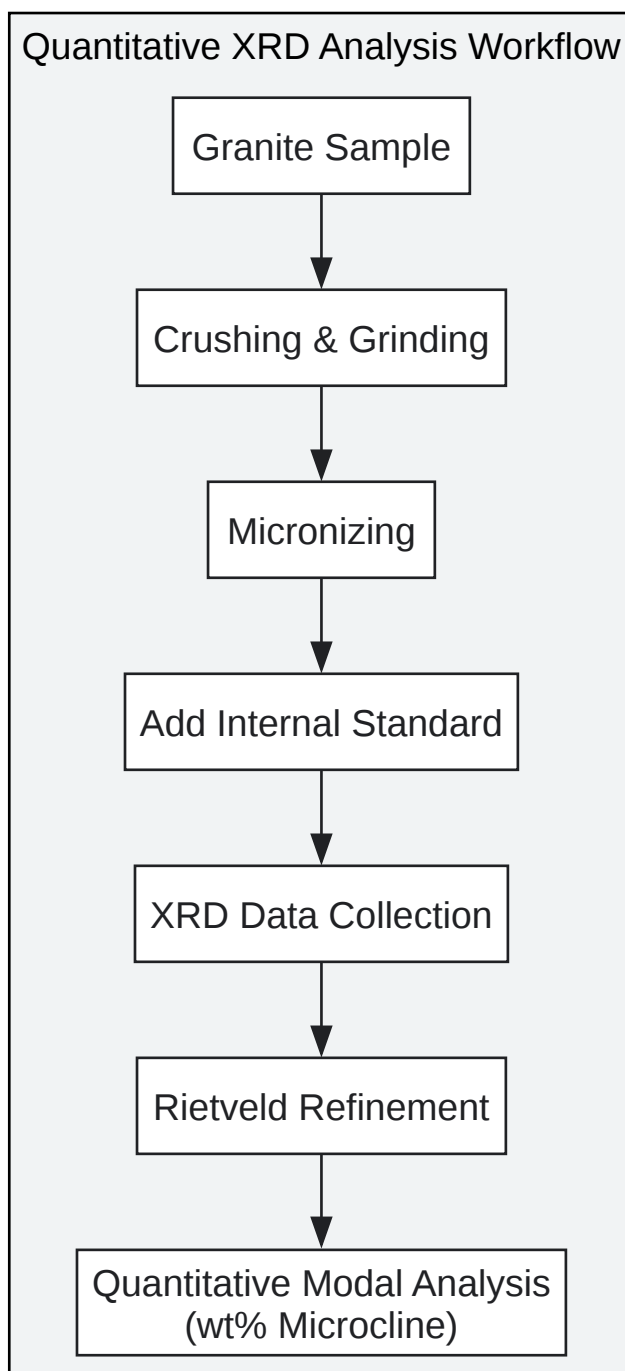 Quantitative XRD Analysis Workflow
Granite Sample
Crushing & Grinding
Micronizing
Add Internal Standard
XRD Data Collection
Rietveld Refinement
Quantitative Modal Analysis
(wt% Microcline)